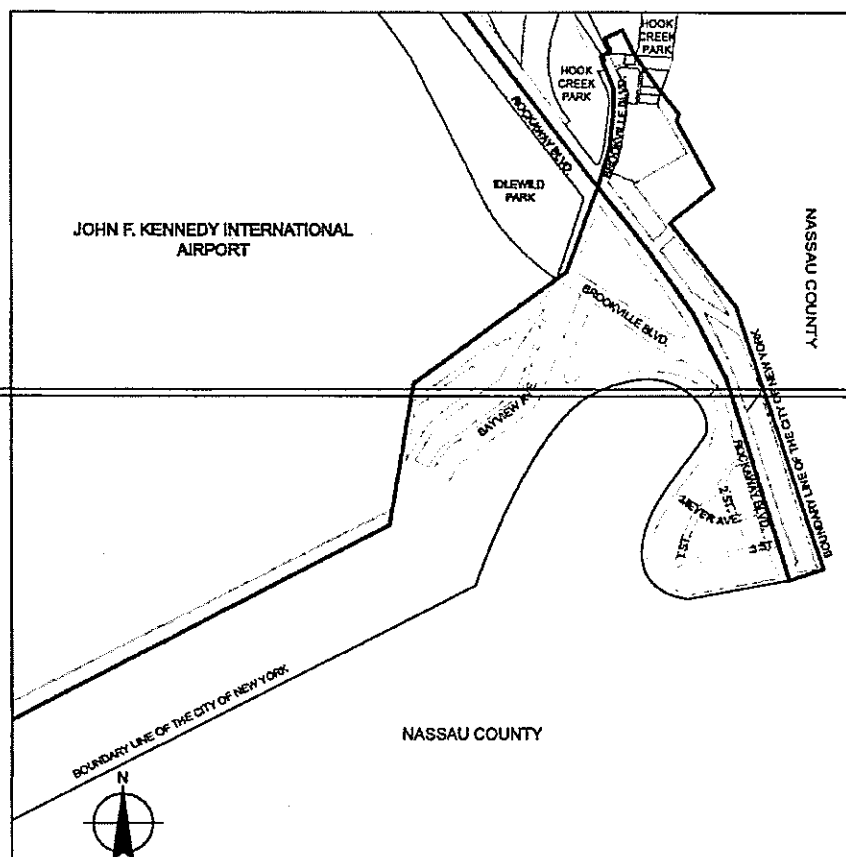 HOOK
CREEK
PARK
HOOK
CREEK
PARK
BROOKVILLE BLVD.
ROCKAWAY BLVD.
IDLEWILD
PARK
JOHN F. KENNEDY INTERNATIONAL
AIRPORT
NASSAU COUNTY
BROOKVILLE BLVD.
BOUNDARY LINE OF THE CITY OF NEW YORK
BAYVIEW AVE
ROCKAWAY BLVD.
2 ST.
MEYER AVE.
1 ST.
BOUNDARY LINE OF THE CITY OF NEW YORK
NASSAU COUNTY
N